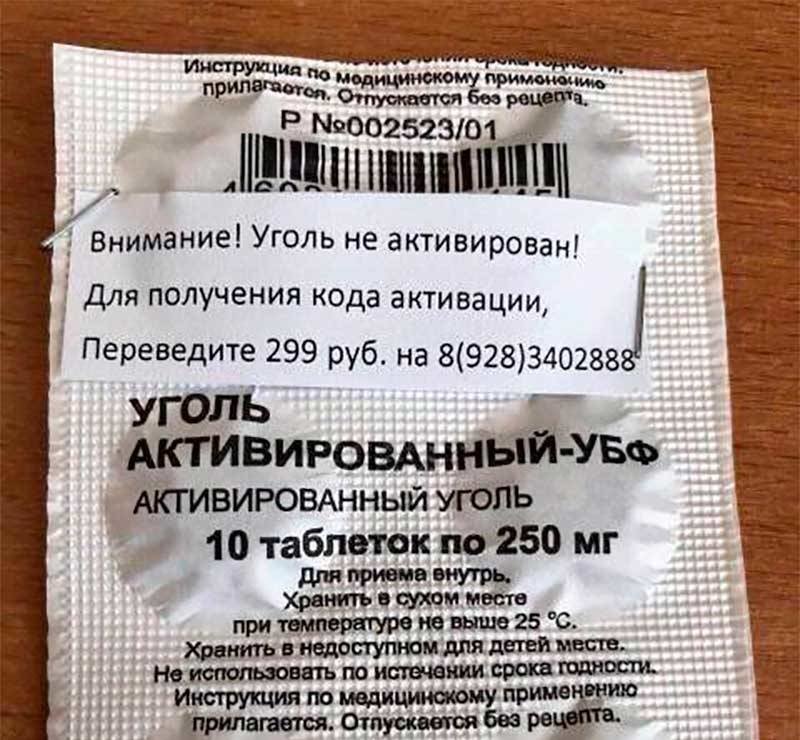 Инструкция по медицинскому применению
прилагается. Отпускается без рецепта.
Р №002523/01
Внимание! Уголь не активирован!
Для получения кода активации,
Переведите 299 руб. на 8(928)3402888
УГОЛЬ
АКТИВИРОВАННЫЙ-УБФ
АКТИВИРОВАННЫЙ УГОЛЬ
10 таблеток по 250 мг
Для приема внутрь.
Хранить в сухом месте
при температуре не выше 25 °С.
Хранить в недоступном для детей месте.
Не использовать по истечении срока годности.
Инструкция по медицинскому применению
прилагается. Отпускается без рецепта.